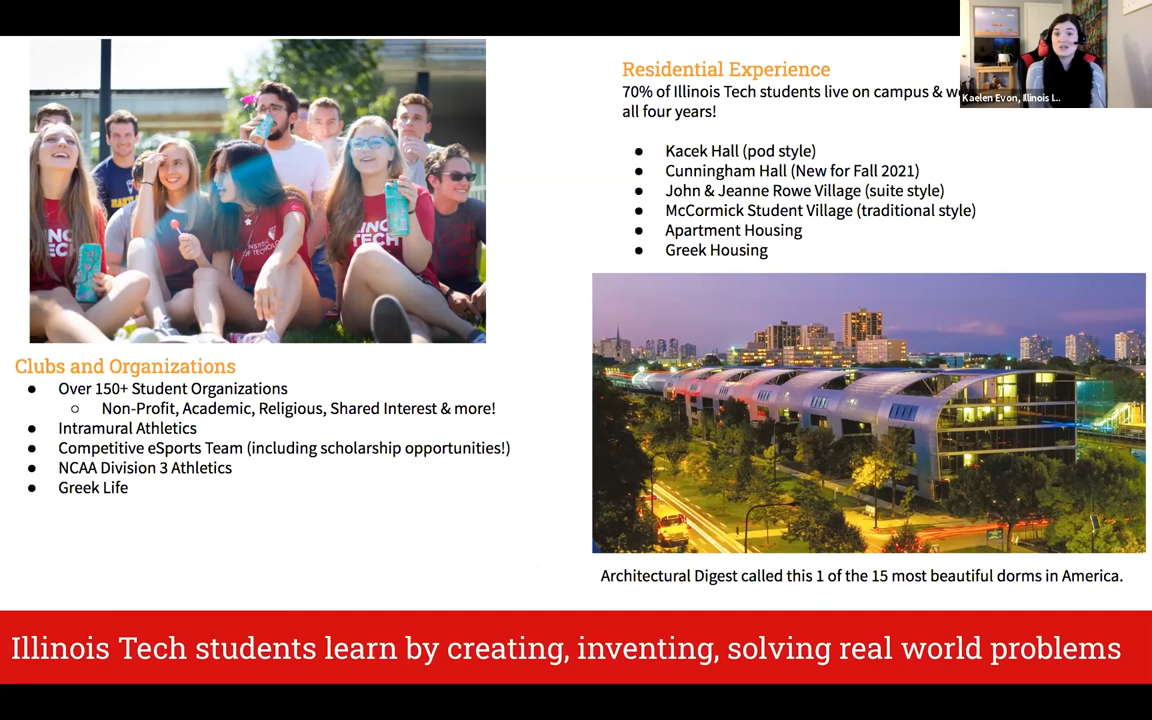 Residential Experience
70% of Illinois Tech students live on campus &
all four years!
Kacek Hall (pod style)
Cunningham Hall (New for Fall 2021)
John & Jeanne Rowe Village (suite style)
McCormick Student Village (traditional style)
Apartment Housing
Greek Housing
Kaelen Evon, Illinois I...
Clubs and Organizations
Over 150+ Student Organizations
Non-Profit, Academic, Religious, Shared Interest & more!
Intramural Athletics
Competitive eSports Team (including scholarship opportunities!)
NCAA Division 3 Athletics
Greek Life
Architectural Digest called this 1 of the 15 most beautiful dorms in America.
Illinois Tech students learn by creating, inventing, solving real world problems
TECH